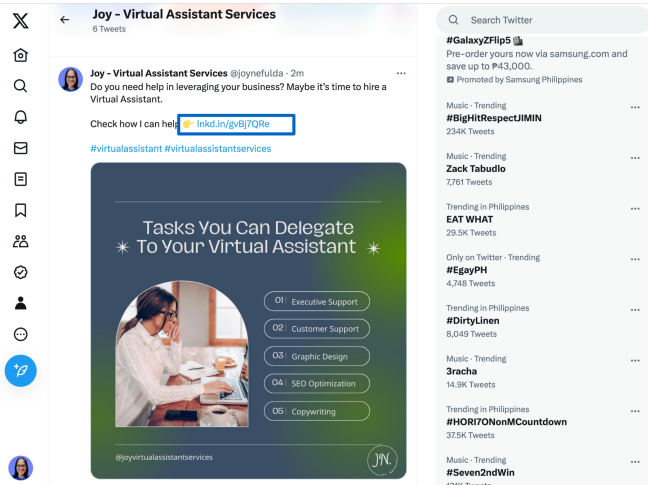 Joy - Virtual Assistant Services
6 Tweets
Joy - Virtual Assistant Services @joynefulda · 2m
Do you need help in leveraging your business? Maybe it's time to hire a
Virtual Assistant.
Check how I can help 👉 lnkd.in/gvBj7QRe
#virtualassistant #virtualassistantservices
Tasks You Can Delegate
To Your Virtual Assistant
01 | Executive Support
02 | Customer Support
03 | Graphic Design
04 | SEO Optimization
05 | Copywriting
@joyvirtualassistantservices
JN.
Search Twitter
#GalaxyZFlip5
Pre-order yours now via samsung.com and
save up to ₱43,000.
Promoted by Samsung Philippines
Music · Trending
#BigHitRespectJIMIN
234K Tweets
Music · Trending
Zack Tabudlo
7,761 Tweets
Trending in Philippines
EAT WHAT
29.5K Tweets
Only on Twitter · Trending
#EgayPH
4,748 Tweets
Trending in Philippines
#DirtyLinen
8,049 Tweets
Music · Trending
3racha
14.9K Tweets
Trending in Philippines
#HORI7ONonMCountdown
37.5K Tweets
Music · Trending
#Seven2ndWin